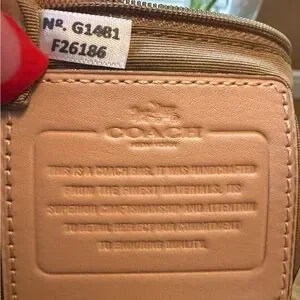 Nº. G1481
F26186
COACH
NEW YORK
THIS IS A COACH BAG. IT WAS HANDCRAFTED
FROM THE FINEST MATERIALS. ITS
SUPERIOR CRAFTSMANSHIP AND ATTENTION
TO DETAIL REFLECT OUR COMMITMENT
TO ENDURING QUALITY.